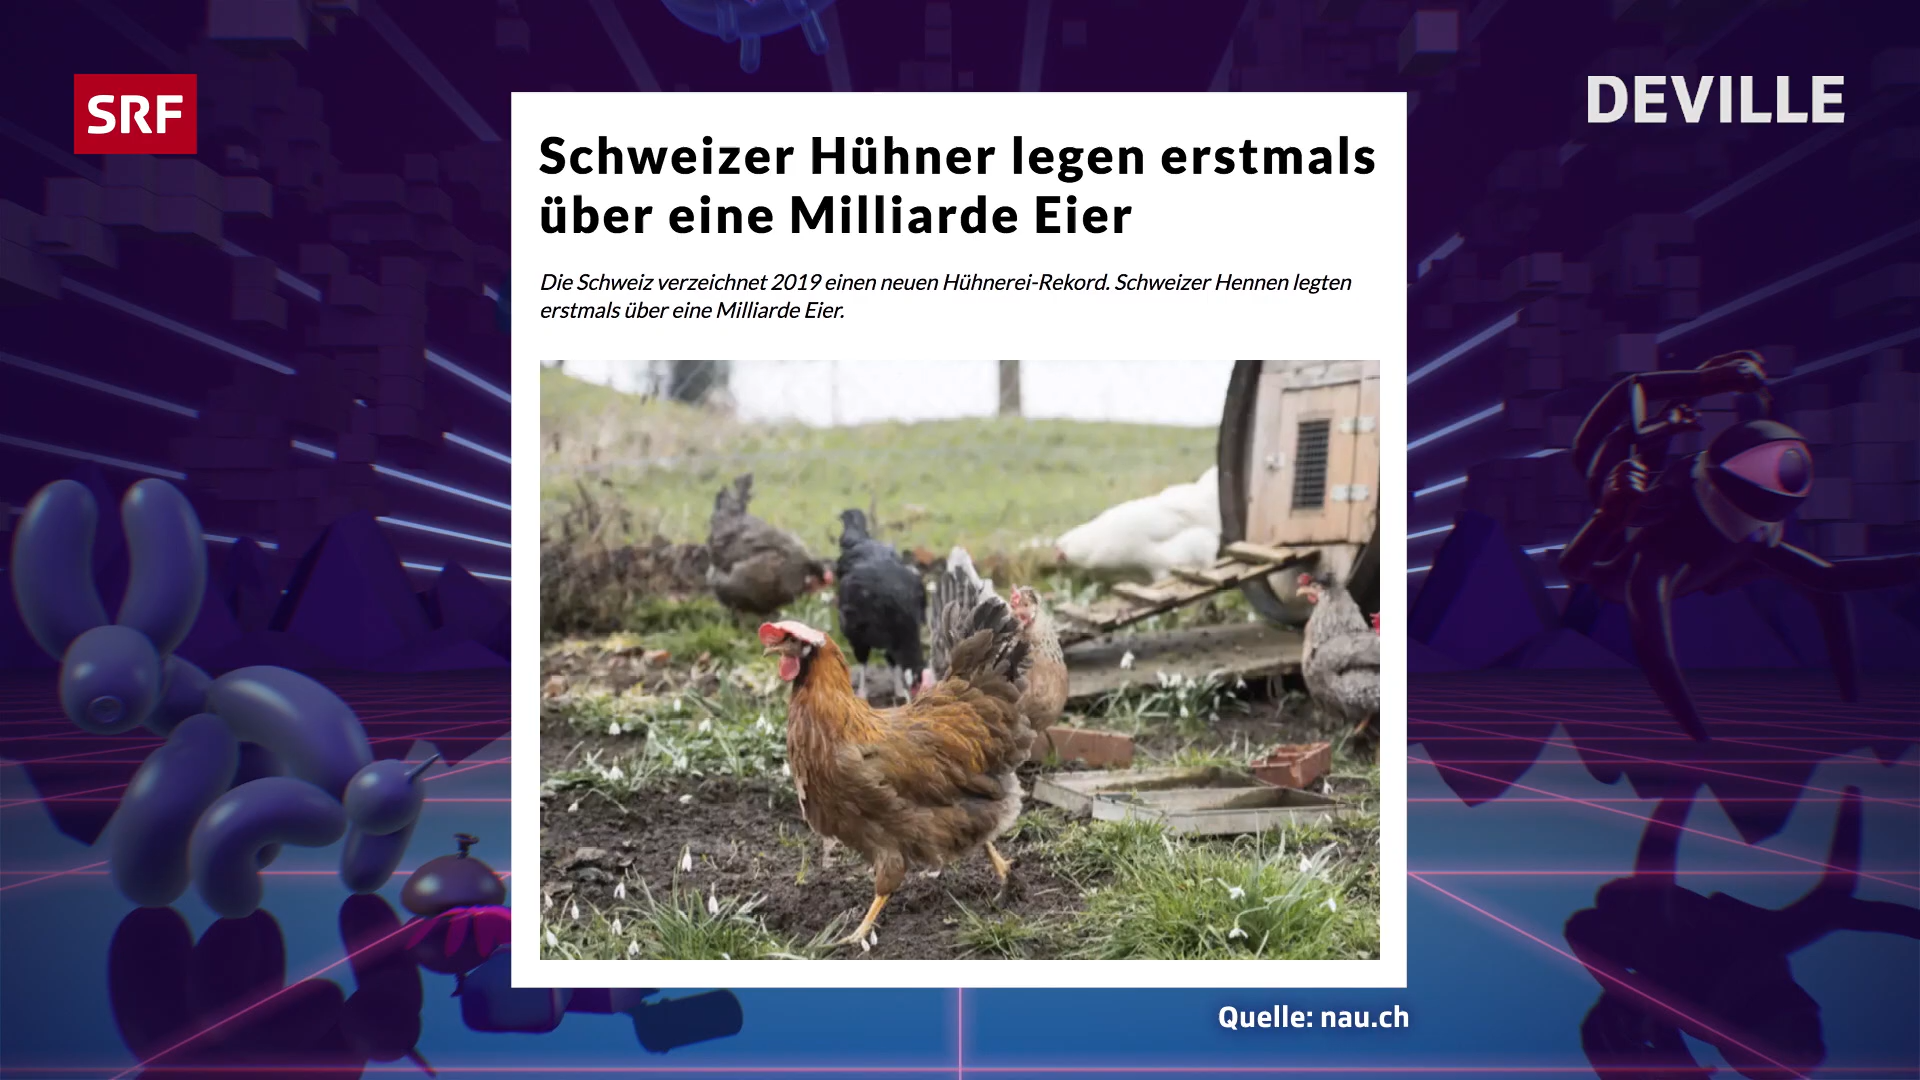 SRF
DEVILLE
Schweizer Hühner legen erstmals
über eine Milliarde Eier
Die Schweiz verzeichnet 2019 einen neuen Hühnerei-Rekord. Schweizer Hennen legten
erstmals über eine Milliarde Eier.
Quelle: nau.ch